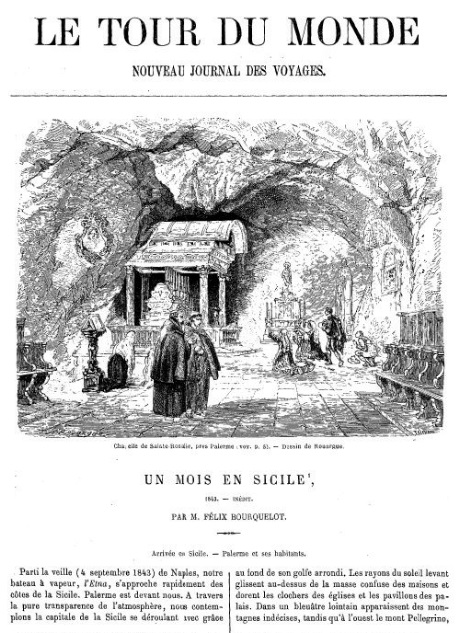 LE TOUR DU MONDE
NOUVEAU JOURNAL DES VOYAGES.
de Sainte-Rosalie, près Palerme (voy. p. 5). — Dessin de Rouargue.
UN MOIS EN SICILE¹,
1843. — INÉDIT.
PAR M. FÉLIX BOURQUELOT.
Arrivée en Sicile. — Palerme et ses habitants.
Parti la veille (4 septembre 1843) de Naples, notre
bateau à vapeur, l'Etna, s'approche rapidement des
côtes de la Sicile. Palerme est devant nous. A travers
la pure transparence de l'atmosphère, nous contem-
plons la capitale de la Sicile se déroulant avec grâce
au fond de son golfe arrondi. Les rayons du soleil levant
glissent au-dessus de la masse confuse des maisons et
dorent les clochers des églises et les pavillons des pa-
lais. Dans un bleuâtre lointain apparaissent des mon-
tagnes indécises, tandis qu'à l'ouest le mont Pellegrino,